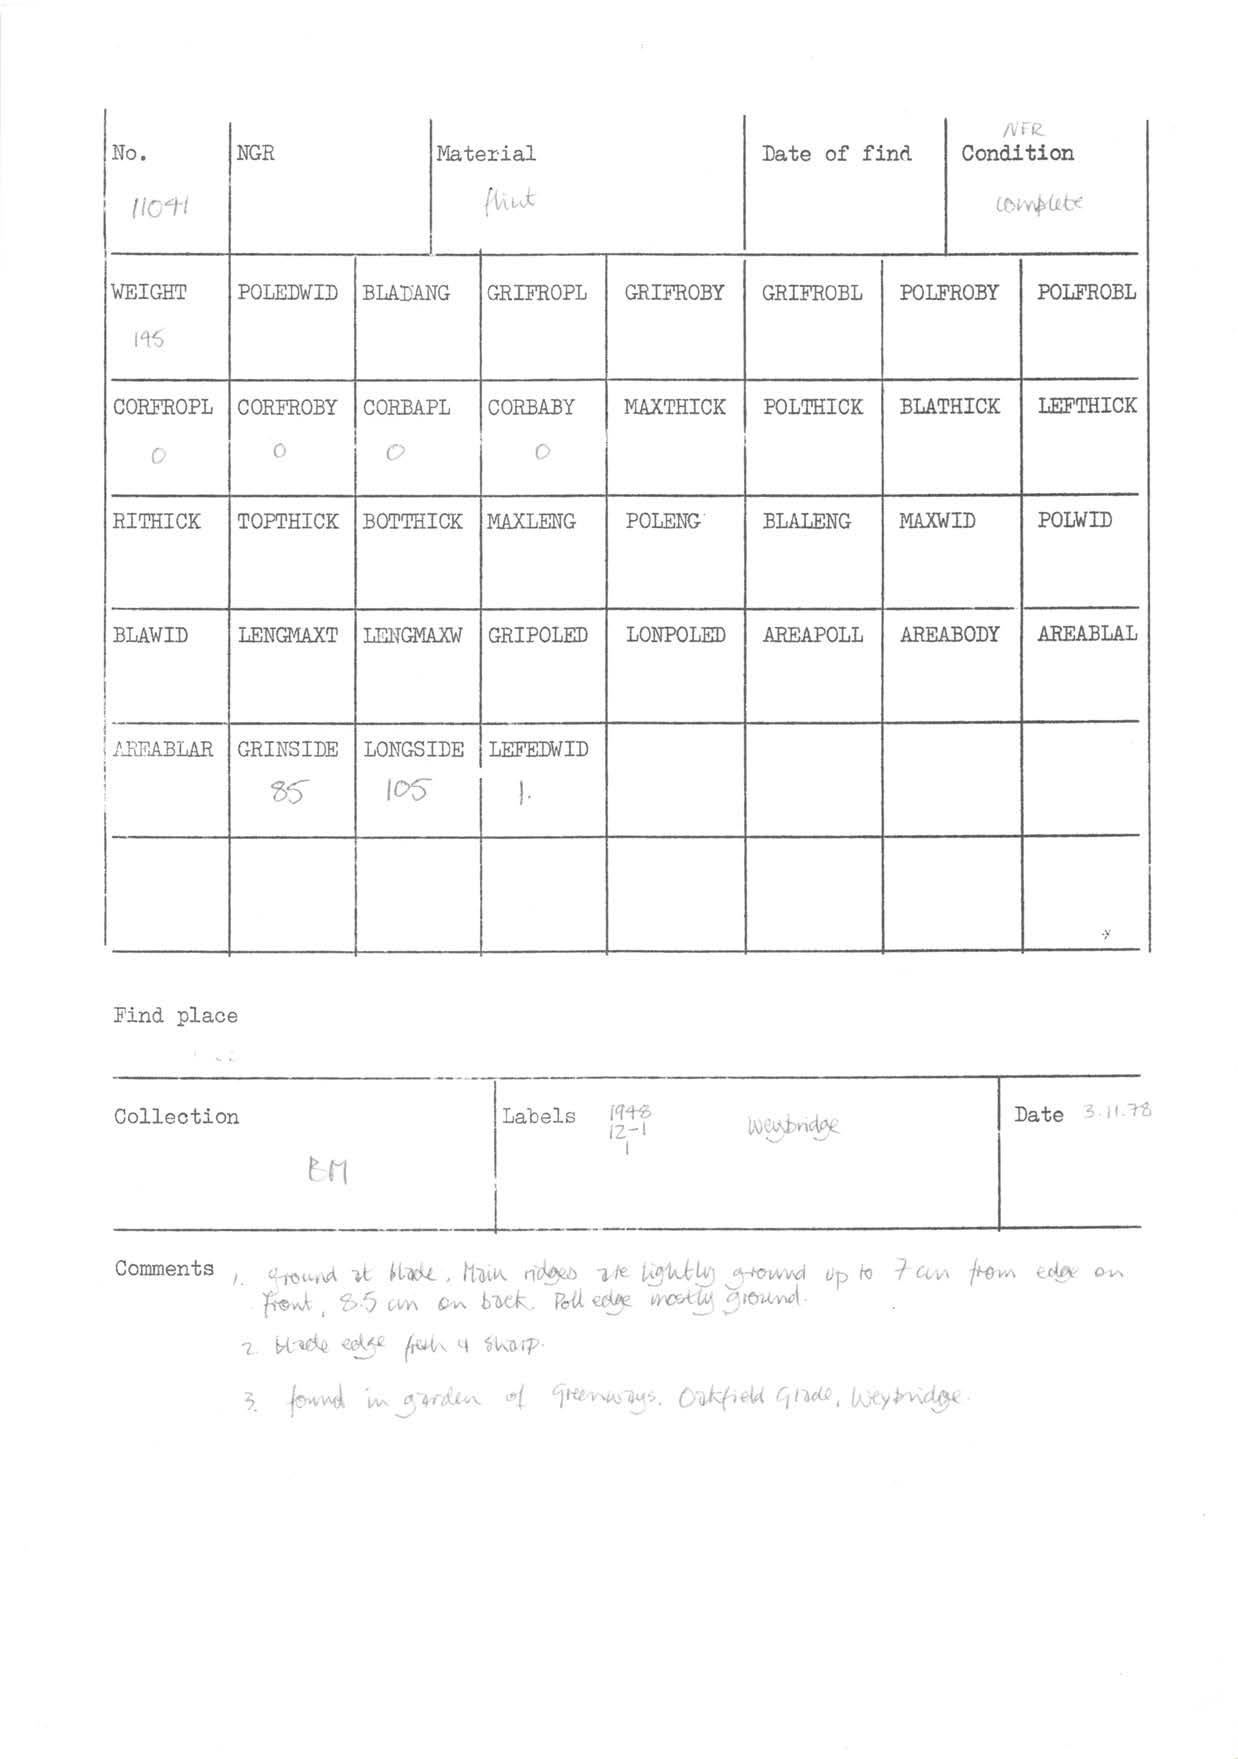 NFR
No. NGR Material Date of find Condition
11041 flint complete
WEIGHT POLEDWID BLADANG GRIFROPL GRIFROBY GRIFROBL POLFROBY POLFROBL
195
CORFROPL CORFROBY CORBAPL CORBABY MAXTHICK POLTHICK BLATHICK LEFTHICK
0 0 0 0
RITHICK TOPTHICK BOTTHICK MAXLENG POLENG BLALENG MAXWID POLWID
BLAWID LENGMAXT LENGMAXW GRIPOLED LONPOLED AREAPOLL AREABODY AREABLAL
AREABLAR GRINSIDE LONGSIDE LEFEDWID
85 105 1.
Find place
Collection Labels 1948 Weybridge Date 3.11.78
12-1
1
BM
Comments 1. ground at blade. Main ridges are lightly ground up to 7 cm from edge on
front, 8.5 cm on back. Poll edge mostly ground.
2. blade edge fresh & sharp.
3. found in garden of Greenways, Oakfield Glade, Weybridge.